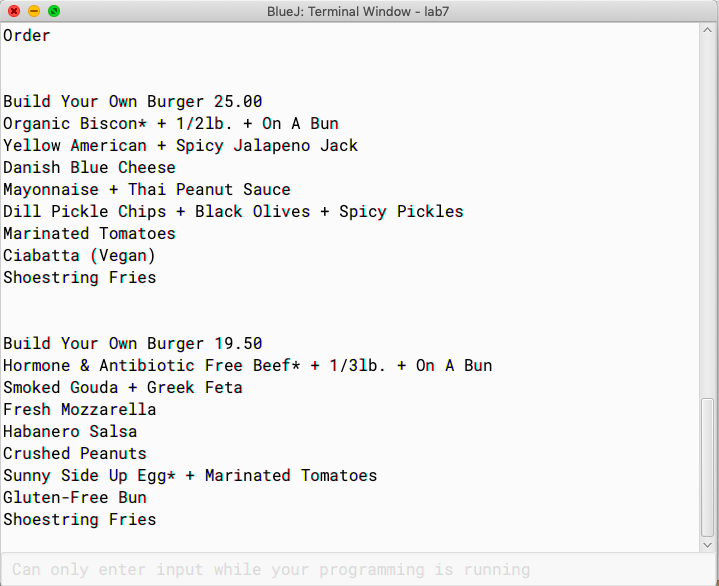 BlueJ: Terminal Window - lab7
Order
Build Your Own Burger 25.00
Organic Biscon* + 1/2lb. + On A Bun
Yellow American + Spicy Jalapeno Jack
Danish Blue Cheese
Mayonnaise + Thai Peanut Sauce
Dill Pickle Chips + Black Olives + Spicy Pickles
Marinated Tomatoes
Ciabatta (Vegan)
Shoestring Fries
Build Your Own Burger 19.50
Hormone & Antibiotic Free Beef* + 1/3lb. + On A Bun
Smoked Gouda + Greek Feta
Fresh Mozzarella
Habanero Salsa
Crushed Peanuts
Sunny Side Up Egg* + Marinated Tomatoes
Gluten-Free Bun
Shoestring Fries
Can only enter input while your programming is running